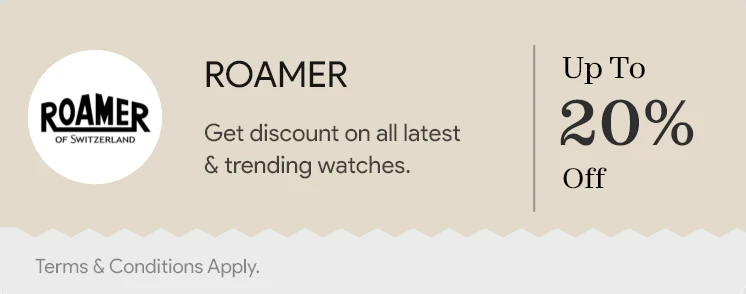 ROAMER
OF SWITZERLAND
ROAMER
Get discount on all latest
& trending watches.
Up To
20%
Off
Terms & Conditions Apply.